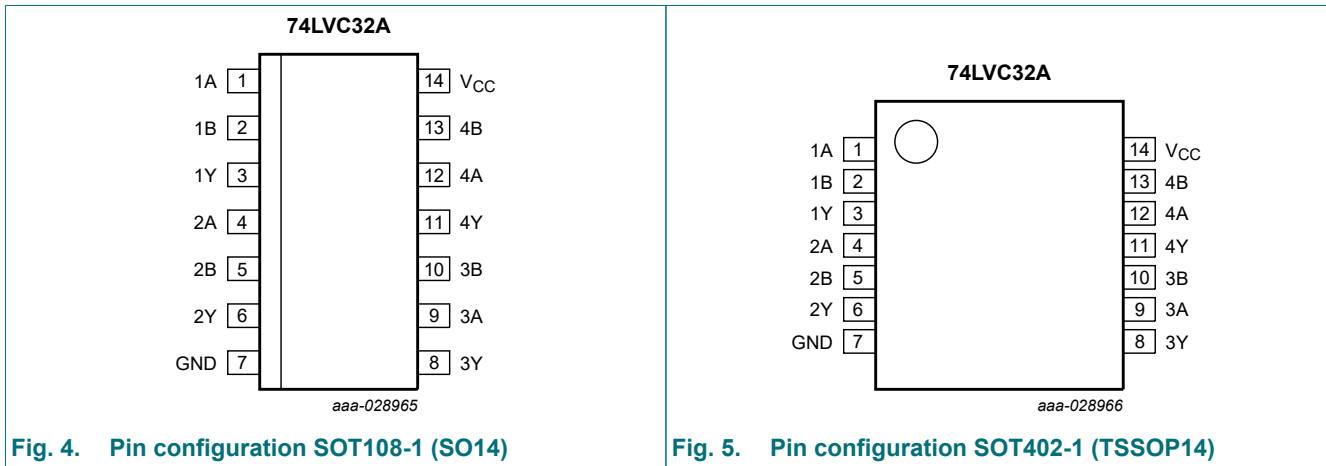 74LVC32A
1A 1 14 VCC
1B 2 13 4B
1Y 3 12 4A
2A 4 11 4Y
2B 5 10 3B
2Y 6 9 3A
GND 7 8 3Y
aaa-028965
Fig. 4. Pin configuration SOT108-1 (SO14)
74LVC32A
1A 1 14 VCC
1B 2 13 4B
1Y 3 12 4A
2A 4 11 4Y
2B 5 10 3B
2Y 6 9 3A
GND 7 8 3Y
aaa-028966
Fig. 5. Pin configuration SOT402-1 (TSSOP14)